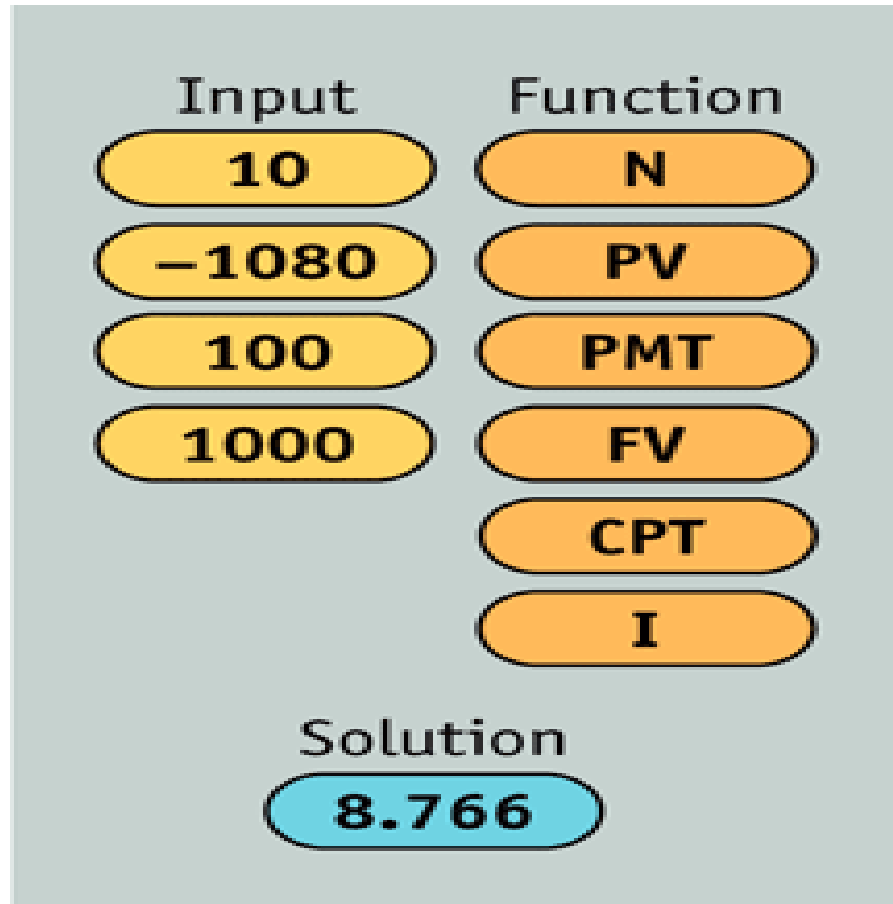 Input Function
10 N
−1080 PV
100 PMT
1000 FV
CPT
I
Solution
8.766